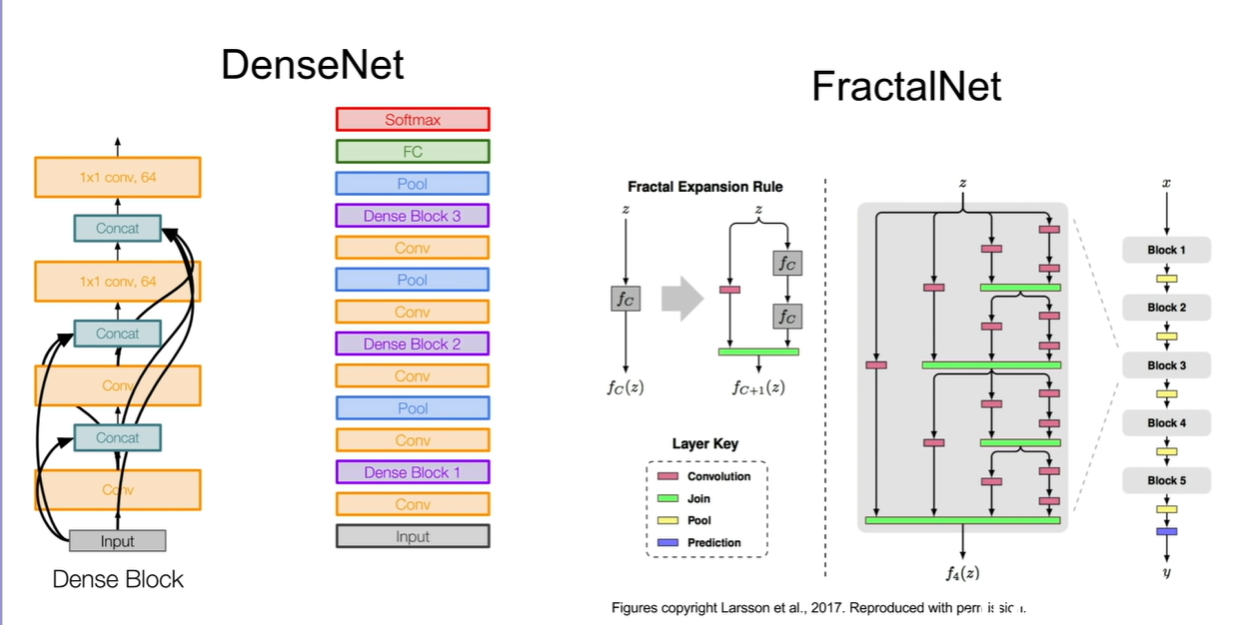 DenseNet
1x1 conv, 64
Concat
1x1 conv, 64
Concat
Conv
Concat
Conv
Input
Dense Block
Softmax
FC
Pool
Dense Block 3
Conv
Pool
Conv
Dense Block 2
Conv
Pool
Conv
Dense Block 1
Conv
Input
FractalNet
Fractal Expansion Rule
z
f_C
f_C(z)
z
f_C
f_C
f_{C+1}(z)
Layer Key
Convolution
Join
Pool
Prediction
z
f_4(z)
x
Block 1
Block 2
Block 3
Block 4
Block 5
y
Figures copyright Larsson et al., 2017. Reproduced with